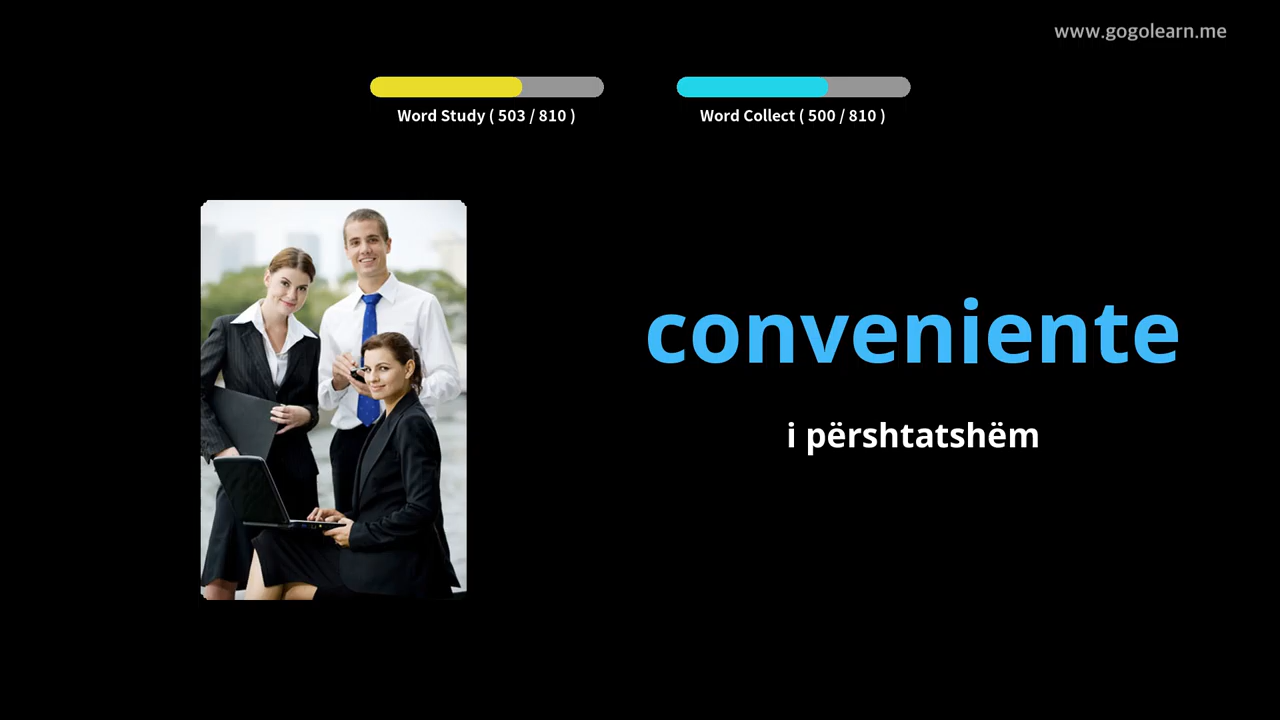 www.gogolearn.me
Word Study ( 503 / 810 )
Word Collect ( 500 / 810 )
conveniente
i përshtatshëm